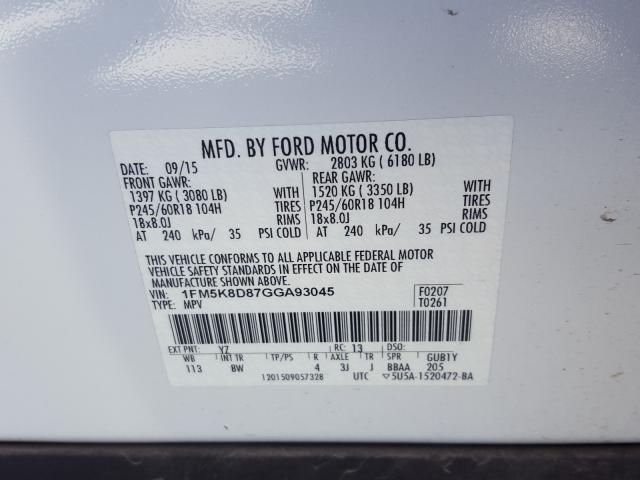 MFD. BY FORD MOTOR CO.
DATE: 09/15 GVWR: 2803 KG ( 6180 LB)
FRONT GAWR: REAR GAWR:
1397 KG ( 3080 LB) WITH 1520 KG ( 3350 LB) WITH
P245/60R18 104H TIRES P245/60R18 104H TIRES
18x8.0J RIMS 18x8.0J RIMS
AT 240 kPa/ 35 PSI COLD AT 240 kPa/ 35 PSI COLD
THIS VEHICLE CONFORMS TO ALL APPLICABLE FEDERAL MOTOR
VEHICLE SAFETY STANDARDS IN EFFECT ON THE DATE OF
MANUFACTURE SHOWN ABOVE.
VIN: 1FM5K8D87GGA93045 F0207
TYPE: MPV T0261
EXT PNT: YZ RC: 13 DSO:
WB INT TR TP/PS R AXLE TR SPR GUB1Y
113 BW 4 3J J BBAA 205
1201509057328 UTC ▽5U5A-1520472-BA